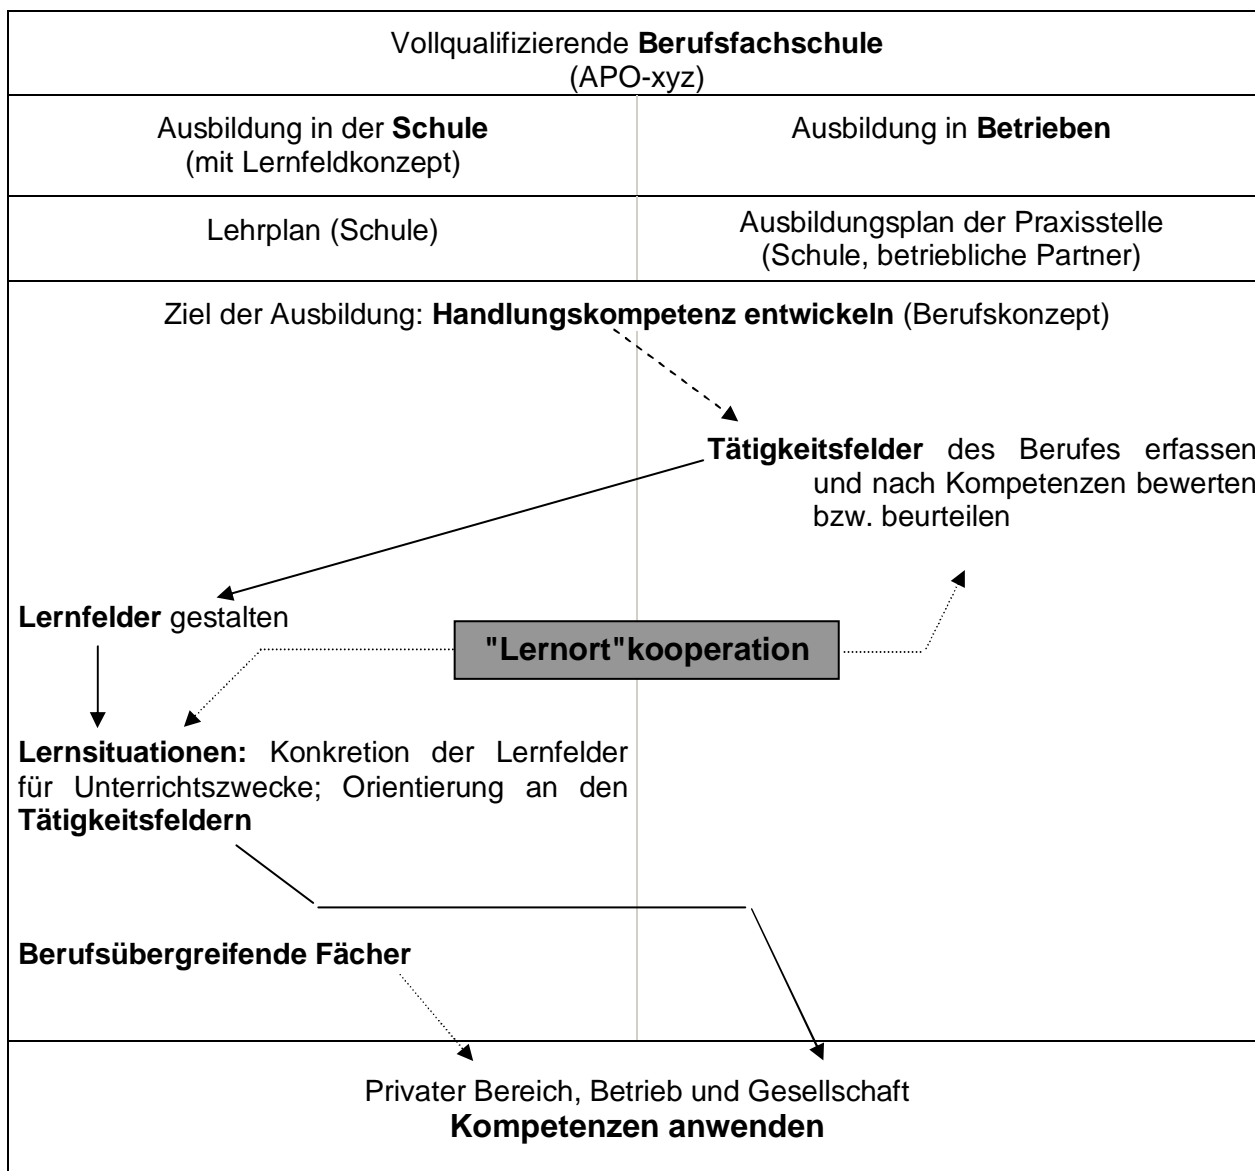 Vollqualifizierende Berufsfachschule
(APO-xyz)
Ausbildung in der Schule
(mit Lernfeldkonzept)
Ausbildung in Betrieben
Lehrplan (Schule)
Ausbildungsplan der Praxisstelle
(Schule, betriebliche Partner)
Ziel der Ausbildung: Handlungskompetenz entwickeln (Berufskonzept)
Tätigkeitsfelder des Berufes erfassen
und nach Kompetenzen bewerten
bzw. beurteilen
Lernfelder gestalten
"Lernort"kooperation
Lernsituationen: Konkretion der Lernfelder
für Unterrichtszwecke; Orientierung an den
Tätigkeitsfeldern
Berufsübergreifende Fächer
Privater Bereich, Betrieb und Gesellschaft
Kompetenzen anwenden